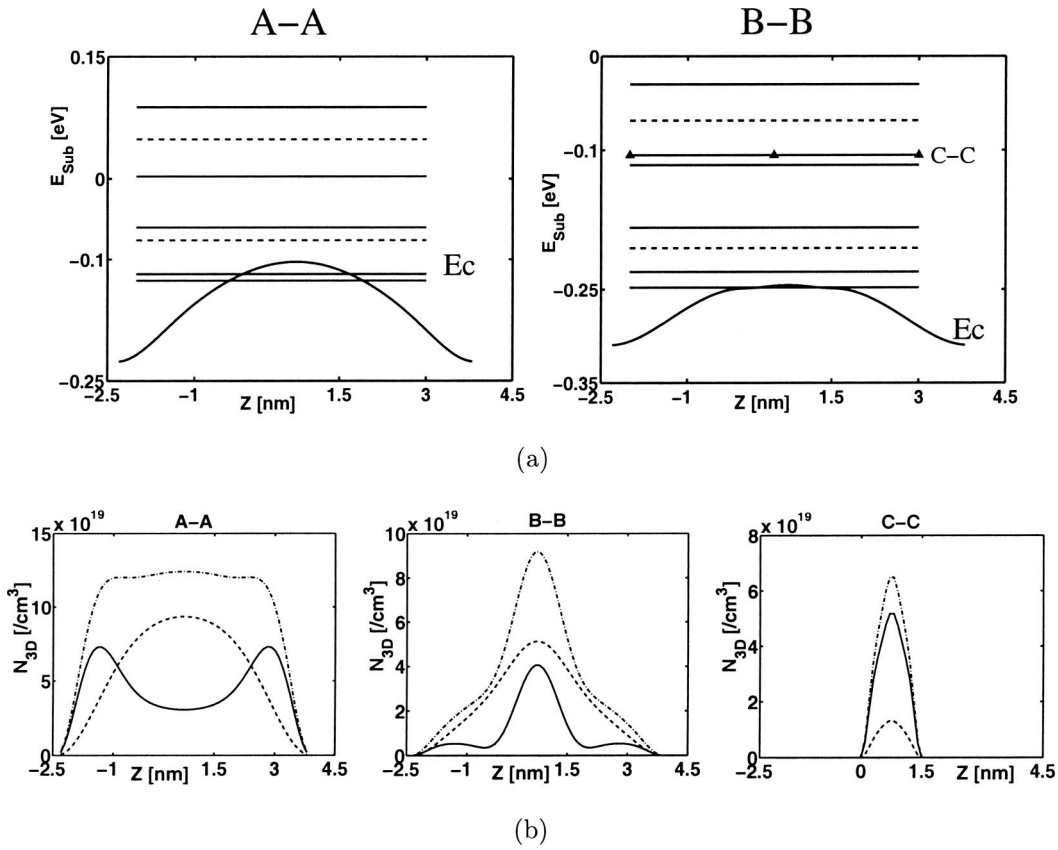 A–A
B–B
0.15
0
−0.1
−0.25
E_Sub [eV]
Ec
−2.5
−1
1.5
3
4.5
Z [nm]
0
−0.1
−0.25
−0.35
E_Sub [eV]
C–C
Ec
−2.5
−1
1.5
3
4.5
Z [nm]
(a)
x 10^19
A–A
15
10
5
0
N_3D [/cm^3]
−2.5
−1
1.5
3
4.5
Z [nm]
x 10^19
B–B
10
8
6
4
2
0
N_3D [/cm^3]
−2.5
−1
1.5
3
4.5
Z [nm]
x 10^19
C–C
8
6
4
2
0
N_3D [/cm^3]
−2.5
0
1.5
4.5
Z [nm]
(b)